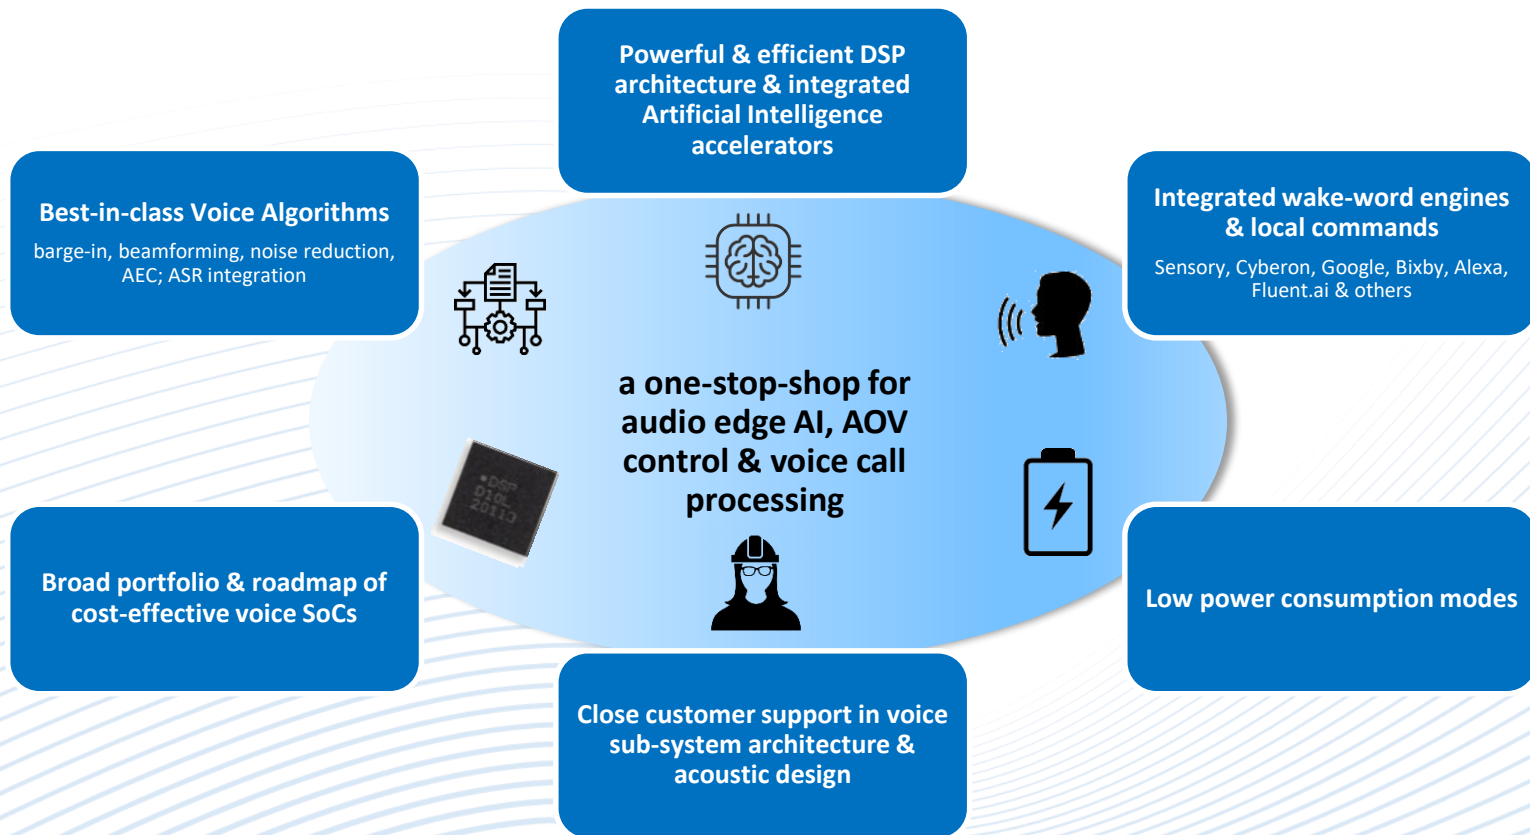 Powerful & efficient DSP
architecture & integrated
Artificial Intelligence
accelerators
Best-in-class Voice Algorithms
barge-in, beamforming, noise reduction,
AEC; ASR integration
Integrated wake-word engines
& local commands
Sensory, Cyberon, Google, Bixby, Alexa,
Fluent.ai & others
a one-stop-shop for
audio edge AI, AOV
control & voice call
processing
DSP
D10L
Broad portfolio & roadmap of
cost-effective voice SoCs
Low power consumption modes
Close customer support in voice
sub-system architecture &
acoustic design